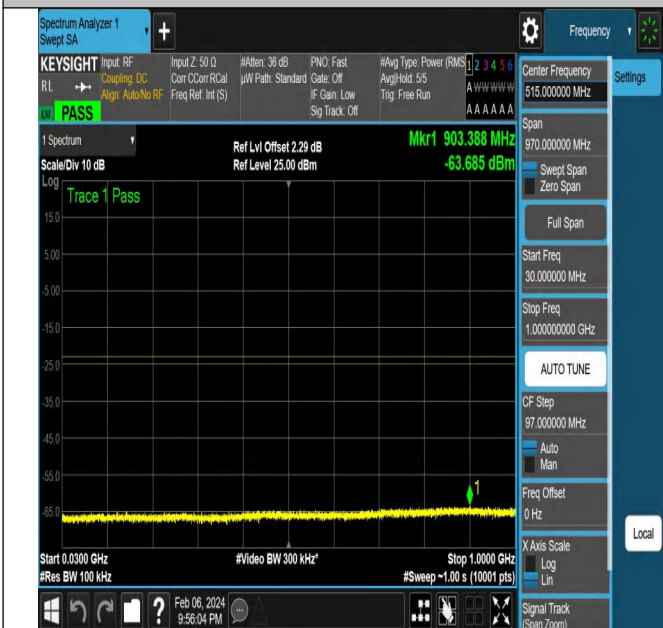 Spectrum Analyzer 1
Swept SA
Frequency
KEYSIGHT
RL
LXI
PASS
Input: RF
Coupling: DC
Align: Auto/No RF
Input Z: 50 Ω
Corr CCorr RCal
Freq Ref: Int (S)
#Atten: 36 dB
µW Path: Standard
PNO: Fast
Gate: Off
IF Gain: Low
Sig Track: Off
#Avg Type: Power (RMS
Avg|Hold: 5/5
Trig: Free Run
1 2 3 4 5 6
A W W W W W
A A A A A A
1 Spectrum
Scale/Div 10 dB
Log
Ref Lvl Offset 2.29 dB
Ref Level 25.00 dBm
Mkr1 903.388 MHz
-63.685 dBm
Trace 1 Pass
15.0
5.00
-5.00
-15.0
-25.0
-35.0
-45.0
-55.0
-65.0
1
Start 0.0300 GHz
#Res BW 100 kHz
#Video BW 300 kHz*
Stop 1.0000 GHz
#Sweep ~1.00 s (10001 pts)
Feb 06, 2024
9:56:04 PM
Center Frequency
515.000000 MHz
Span
970.000000 MHz
Swept Span
Zero Span
Full Span
Start Freq
30.000000 MHz
Stop Freq
1.000000000 GHz
AUTO TUNE
CF Step
97.000000 MHz
Auto
Man
Freq Offset
0 Hz
X Axis Scale
Log
Lin
Signal Track
(Span Zoom)
Settings
Local